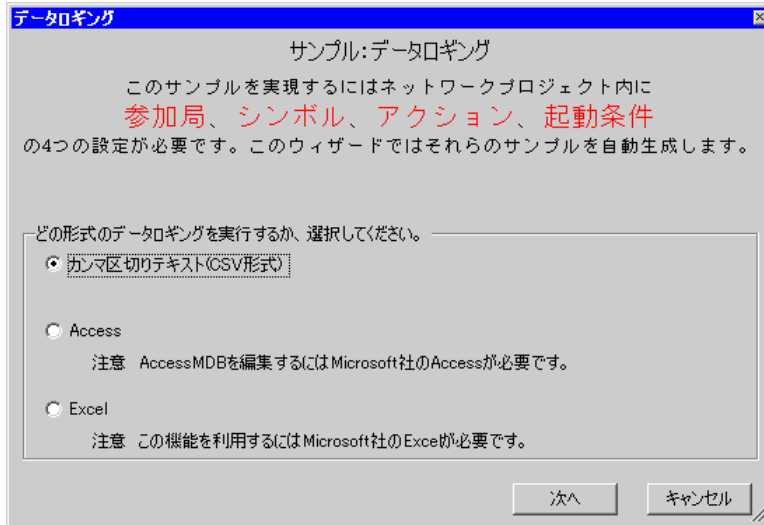 データロギング
サンプル:データロギング
このサンプルを実現するにはネットワークプロジェクト内に
参加局、シンボル、アクション、起動条件
の4つの設定が必要です。このウィザードではそれらのサンプルを自動生成します。
どの形式のデータロギングを実行するか、選択してください。
カンマ区切りテキスト(CSV形式)
Access
注意 AccessMDBを編集するにはMicrosoft社のAccessが必要です。
Excel
注意 この機能を利用するにはMicrosoft社のExcelが必要です。
次へ
キャンセル